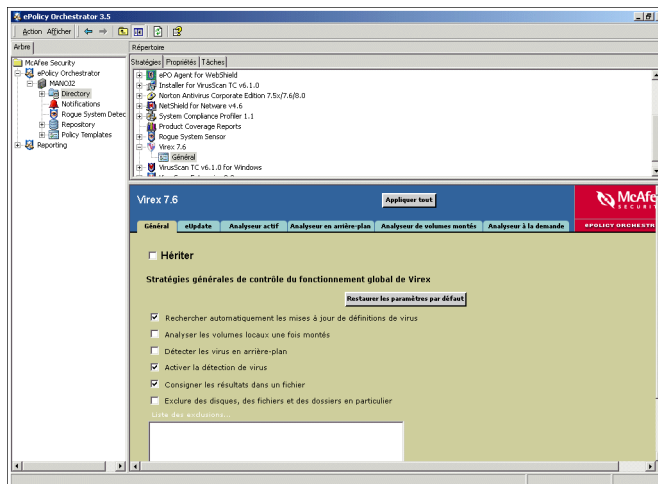 ePolicy Orchestrator 3.5
Action Afficher
Arbre
Répertoire
McAfee Security
ePolicy Orchestrator
MANOJ2
Directory
Notifications
Rogue System Detec
Repository
Policy Templates
Reporting
Stratégies Propriétés Tâches
ePO Agent for WebShield
Installer for VirusScan TC v6.1.0
Norton Antivirus Corporate Edition 7.5x/7.6/8.0
NetShield for Netware v4.6
System Compliance Profiler 1.1
Product Coverage Reports
Rogue System Sensor
Virex 7.6
Général
VirusScan TC v6.1.0 for Windows
Virex 7.6
Appliquer tout
McAfe
SECURIT
Général eUpdate Analyseur actif Analyseur en arrière-plan Analyseur de volumes montés Analyseur à la demande
ePOLICY ORCHESTR
Hériter
Stratégies générales de contrôle du fonctionnement global de Virex
Restaurer les paramètres par défaut
Rechercher automatiquement les mises à jour de définitions de virus
Analyser les volumes locaux une fois montés
Détecter les virus en arrière-plan
Activer la détection de virus
Consigner les résultats dans un fichier
Exclure des disques, des fichiers et des dossiers en particulier
Liste des exclusions...